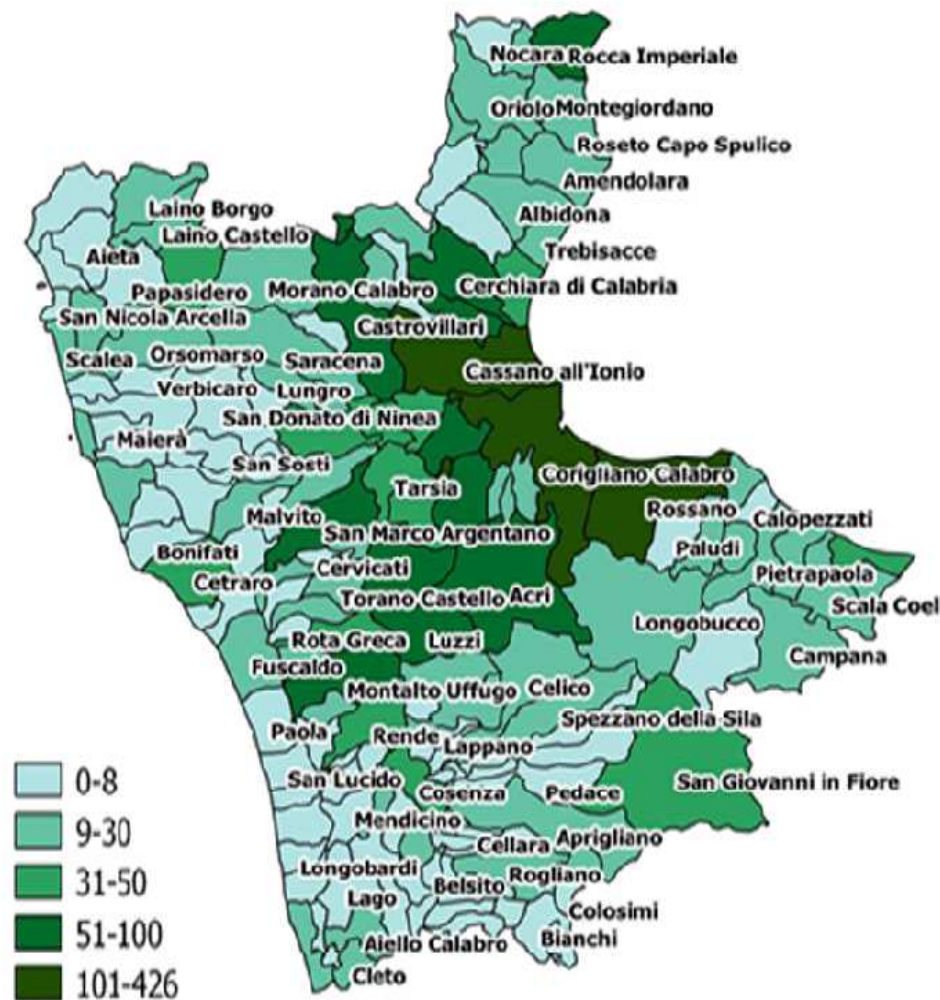 Nocara Rocca Imperiale
Oriolo Montegiordano
Roseto Capo Spulico
Amendolara
Laino Borgo
Albidona
Laino Castello
Trebisacce
Aieta
Papasidero Morano Calabro Cerchiara di Calabria
San Nicola Arcella
Castrovillari
Scalea Orsomarso Saracena
Cassano all'Ionio
Verbicaro Lungro
San Donato di Ninea
Maierà
San Sosti
Corigliano Calabro
Tarsia
Rossano
Malvito
Calopezzati
San Marco Argentano
Bonifati
Paludi
Cervicati
Cetraro
Pietrapaola
Torano Castello Acri
Scala Coel
Longobucco
Rota Greca Luzzi
Campana
Fuscaldo
Montalto Uffugo Celico
Spezzano della Sila
Paola Rende
Lappano
San Lucido
San Giovanni in Fiore
Cosenza Pedace
Mendicino
Cellara Aprigliano
Longobardi
Rogliano
Belsito
Lago
Colosimi
Aiello Calabro Bianchi
Cleto
0-8
9-30
31-50
51-100
101-426